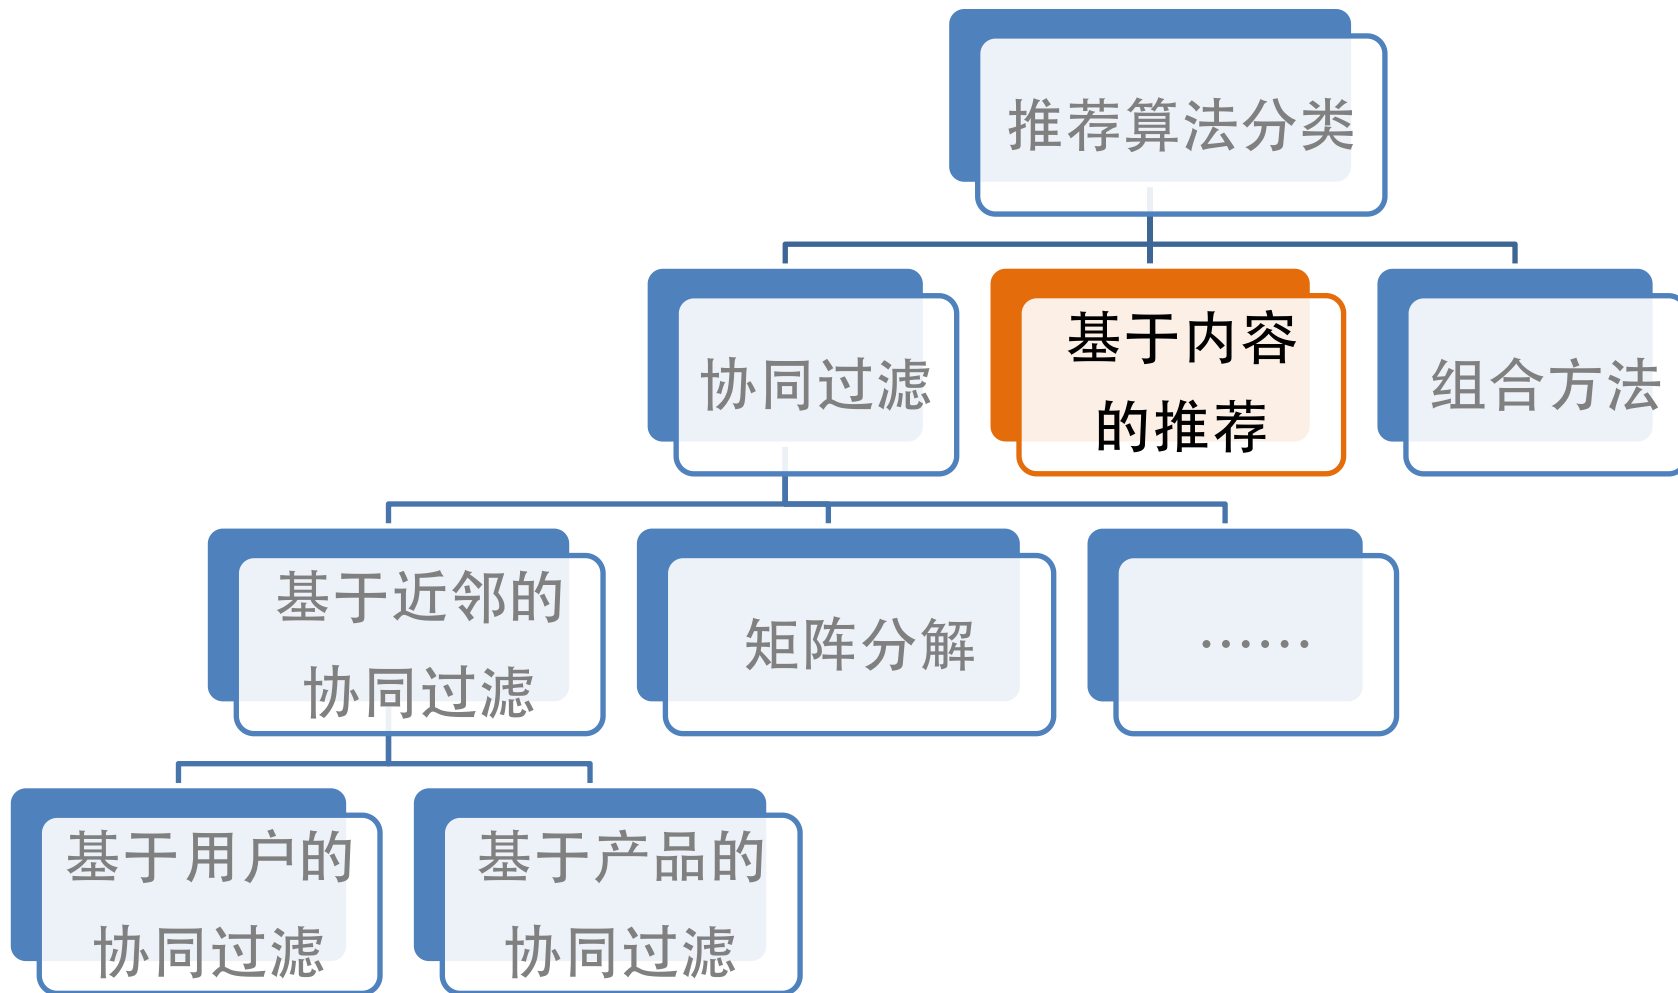 推荐算法分类
协同过滤
基于内容
的推荐
组合方法
基于近邻的
协同过滤
矩阵分解
……
基于用户的
协同过滤
基于产品的
协同过滤